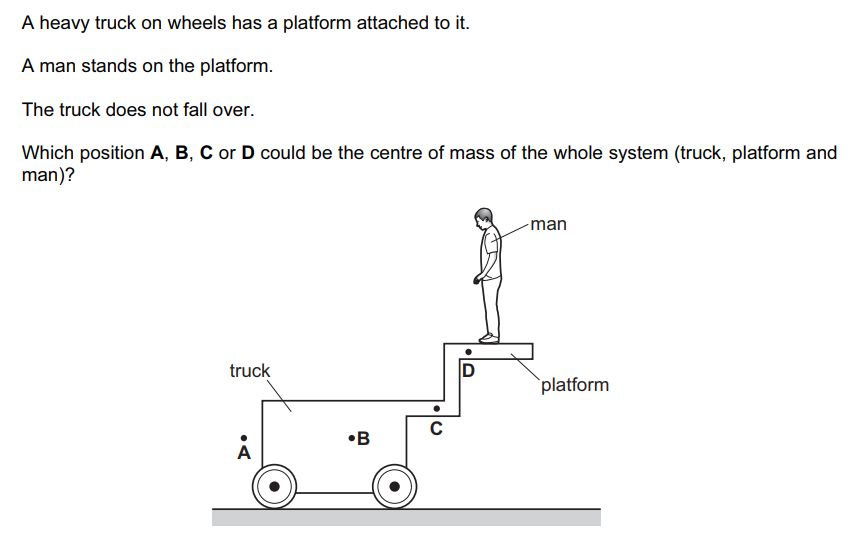 A heavy truck on wheels has a platform attached to it.
A man stands on the platform.
The truck does not fall over.
Which position A, B, C or D could be the centre of mass of the whole system (truck, platform and
man)?
man
truck
D
platform
C
B
A